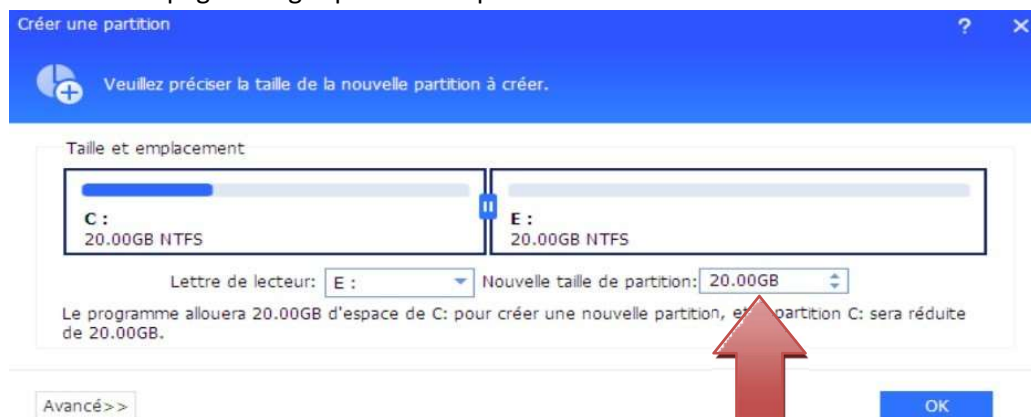 Créer une partition ?
Veuillez préciser la taille de la nouvelle partition à créer.
Taille et emplacement
C :
20.00GB NTFS
E :
20.00GB NTFS
Lettre de lecteur: E : Nouvelle taille de partition: 20.00GB
Le programme allouera 20.00GB d'espace de C: pour créer une nouvelle partition, et partition C: sera réduite
de 20.00GB.
Avancé>> OK